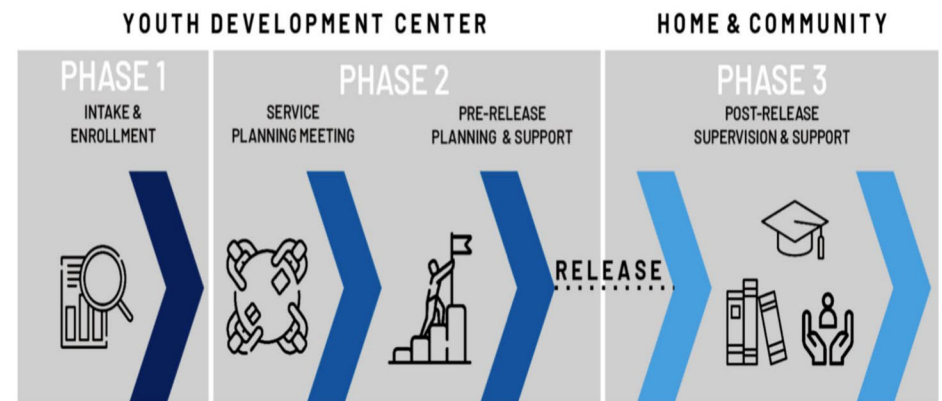 YOUTH DEVELOPMENT CENTER
HOME & COMMUNITY
PHASE 1
INTAKE &
ENROLLMENT
PHASE 2
SERVICE
PLANNING MEETING
PRE-RELEASE
PLANNING & SUPPORT
RELEASE
PHASE 3
POST-RELEASE
SUPERVISION & SUPPORT